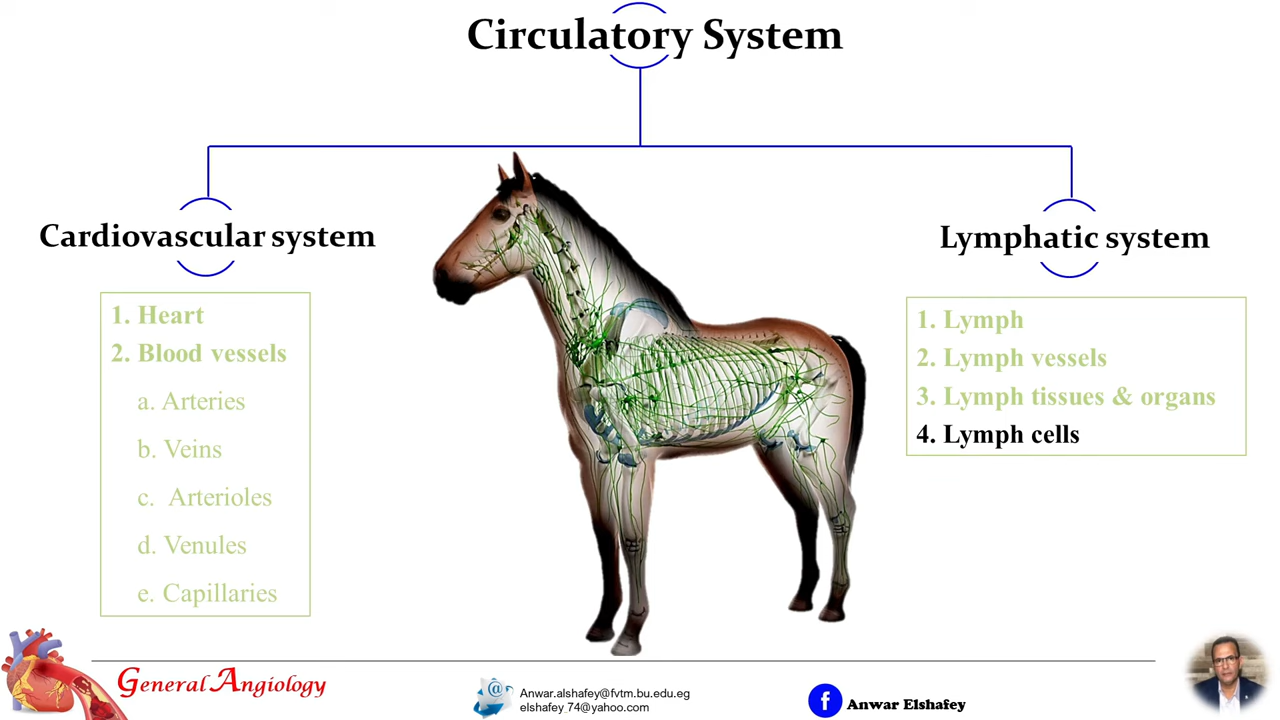 Circulatory System
Cardiovascular system
1. Heart
2. Blood vessels
a. Arteries
b. Veins
c. Arterioles
d. Venules
e. Capillaries
Lymphatic system
1. Lymph
2. Lymph vessels
3. Lymph tissues & organs
4. Lymph cells
General Angiology
Anwar.alshafey@fvtm.bu.edu.eg
elshafey_74@yahoo.com
Anwar Elshafey